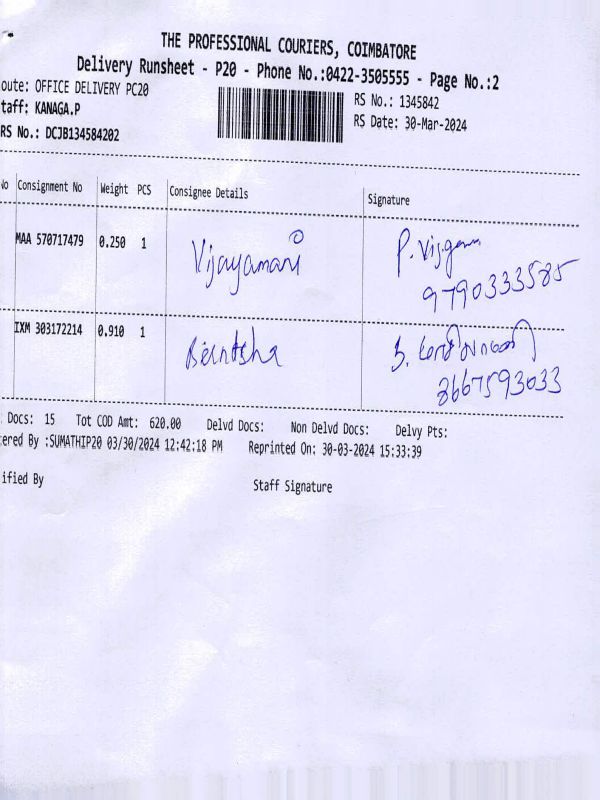 THE PROFESSIONAL COURIERS, COIMBATORE
Delivery Runsheet - P20 - Phone No.:0422-3505555 - Page No.:2
oute: OFFICE DELIVERY PC20
taff: KANAGA.P
RS No.: DCJB134584202
RS No.: 1345842
RS Date: 30-Mar-2024
No Consignment No Weight PCS Consignee Details Signature
MAA 570717479 0.250 1 Vijayamari P.
9790333585
IXM 303172214 0.910 1
8667593033
Docs: 15 Tot COD Amt: 620.00 Delvd Docs: Non Delvd Docs: Delvy Pts:
ered By :SUMATHIP20 03/30/2024 12:42:18 PM Reprinted On: 30-03-2024 15:33:39
ified By Staff Signature